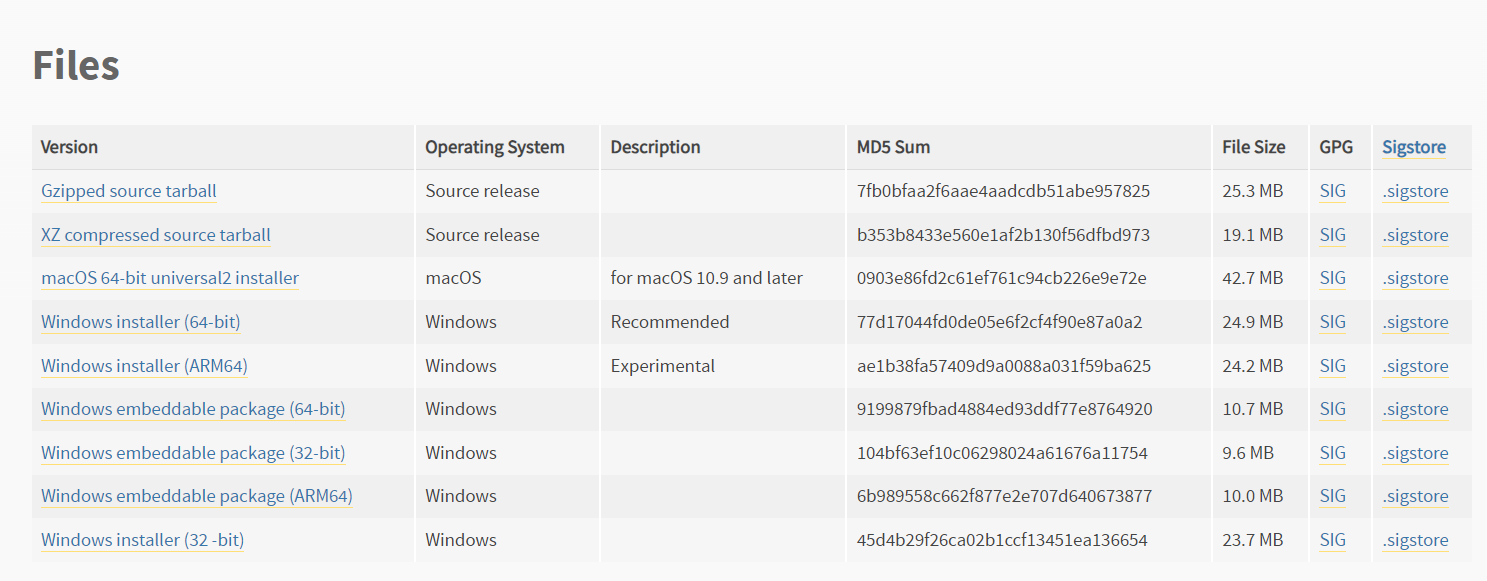 Files
Version Operating System Description MD5 Sum File Size GPG Sigstore
Gzipped source tarball Source release 7fb0bfaa2f6aae4aadcdb51abe957825 25.3 MB SIG .sigstore
XZ compressed source tarball Source release b353b8433e560e1af2b130f56dfbd973 19.1 MB SIG .sigstore
macOS 64-bit universal2 installer macOS for macOS 10.9 and later 0903e86fd2c61ef761c94cb226e9e72e 42.7 MB SIG .sigstore
Windows installer (64-bit) Windows Recommended 77d17044fd0de05e6f2cf4f90e87a0a2 24.9 MB SIG .sigstore
Windows installer (ARM64) Windows Experimental ae1b38fa57409d9a0088a031f59ba625 24.2 MB SIG .sigstore
Windows embeddable package (64-bit) Windows 9199879fbad4884ed93ddf77e8764920 10.7 MB SIG .sigstore
Windows embeddable package (32-bit) Windows 104bf63ef10c06298024a61676a11754 9.6 MB SIG .sigstore
Windows embeddable package (ARM64) Windows 6b989558c662f877e2e707d640673877 10.0 MB SIG .sigstore
Windows installer (32 -bit) Windows 45d4b29f26ca02b1ccf13451ea136654 23.7 MB SIG .sigstore